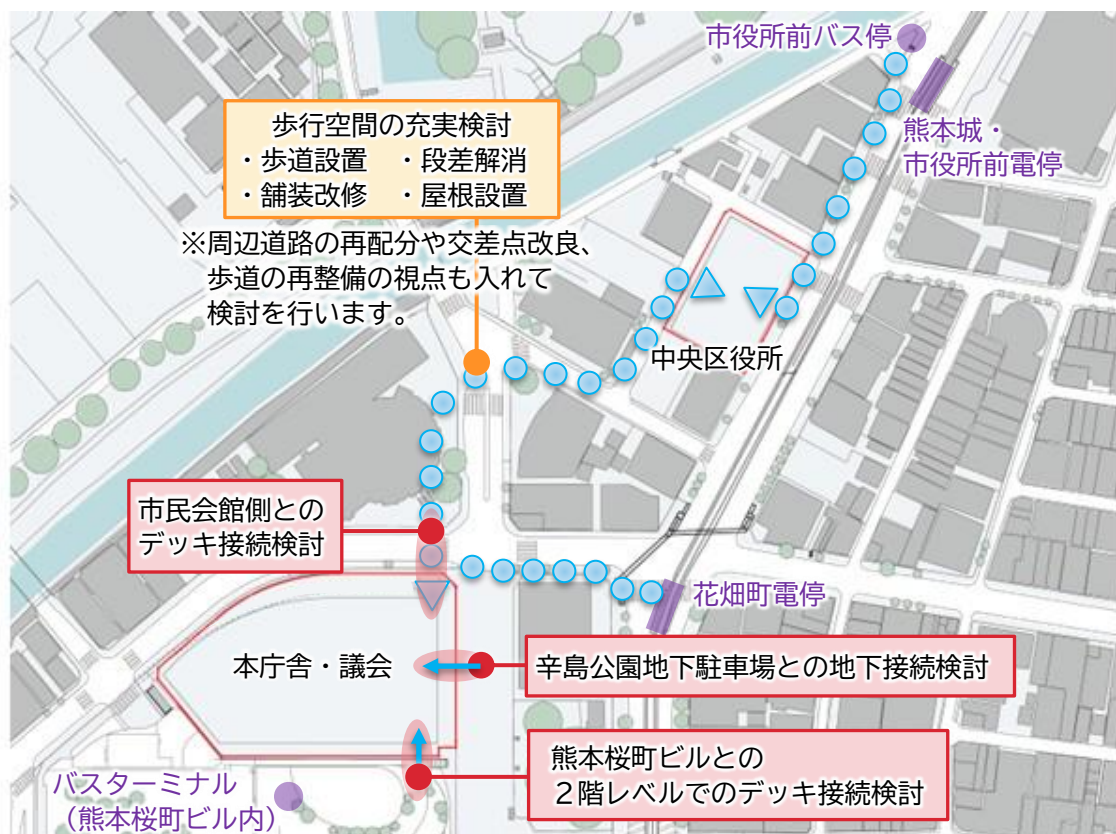 市役所前バス停
熊本城・
市役所前電停
歩行空間の充実検討
・歩道設置　・段差解消
・舗装改修　・屋根設置
※周辺道路の再配分や交差点改良、
歩道の再整備の視点も入れて
検討を行います。
中央区役所
市民会館側との
デッキ接続検討
花畑町電停
本庁舎・議会
辛島公園地下駐車場との地下接続検討
熊本桜町ビルとの
２階レベルでのデッキ接続検討
バスターミナル
（熊本桜町ビル内）